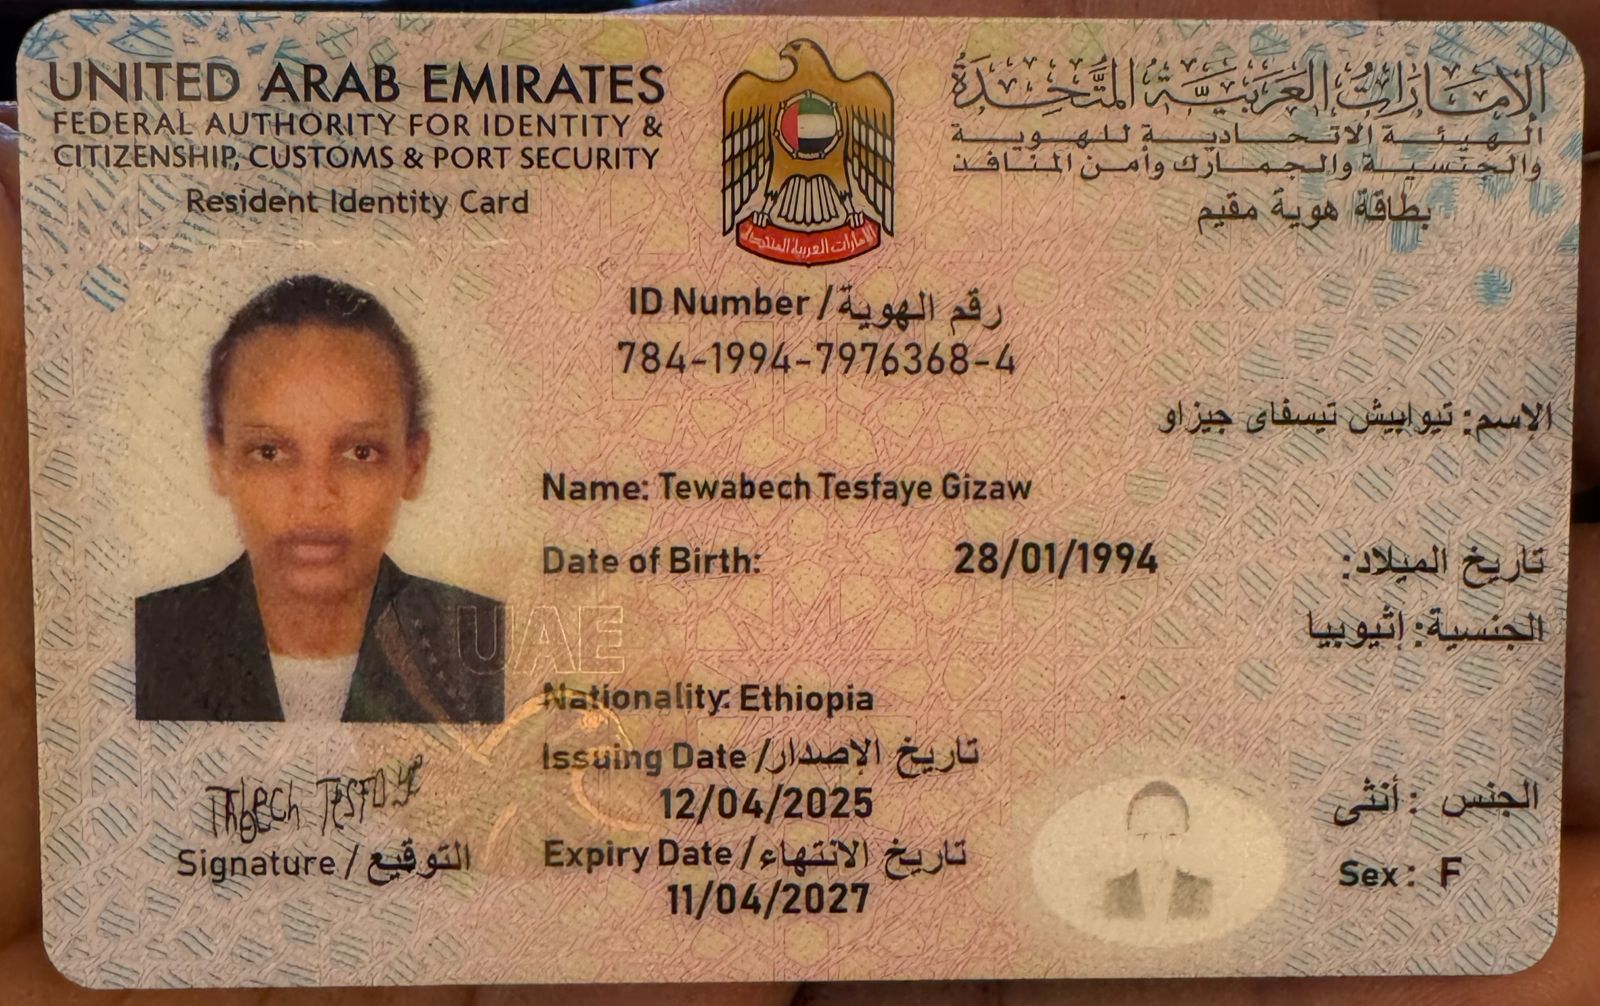 UNITED ARAB EMIRATES
FEDERAL AUTHORITY FOR IDENTITY &
CITIZENSHIP, CUSTOMS & PORT SECURITY
Resident Identity Card
الإمارات العربية المتحدة
الهيئة الاتحادية للهوية
والجنسية والجمارك وأمن المنافذ
بطاقة هوية مقيم
الامارات العربية المتحدة
ID Number / رقم الهوية
784-1994-7976368-4
الإسم: تيوابيش تيسفاى جيزاو
Name: Tewabech Tesfaye Gizaw
Date of Birth: 28/01/1994 تاريخ الميلاد:
الجنسية: إثيوبيا
UAE
Nationality: Ethiopia
Issuing Date / تاريخ الإصدار
12/04/2025
Expiry Date / تاريخ الانتهاء
11/04/2027
الجنس : أنثى
Sex : F
Signature / التوقيع